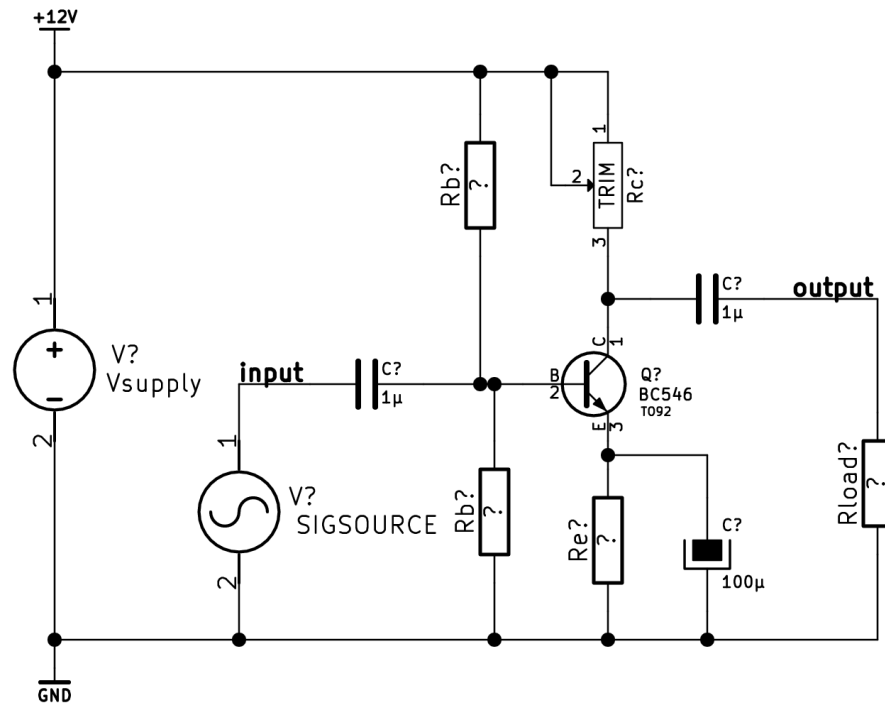 +12V
1
Rb?
?
2
TRIM
Rc?
3
1
V?
Vsupply
+
−
2
input
C?
1µ
C?
1µ
output
C
1
B
2
Q?
BC546
TO92
E
3
1
V?
SIGSOURCE
2
Rb?
?
Re?
?
C?
100µ
Rload?
?
GND